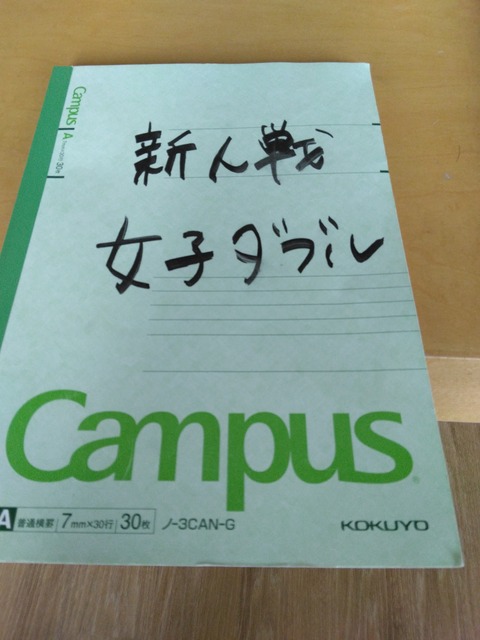 Campus A
新人戦
女子ダブル
Campus
A 普通横罫 7mm×30行 30枚 ノ-3CAN-G
KOKUYO